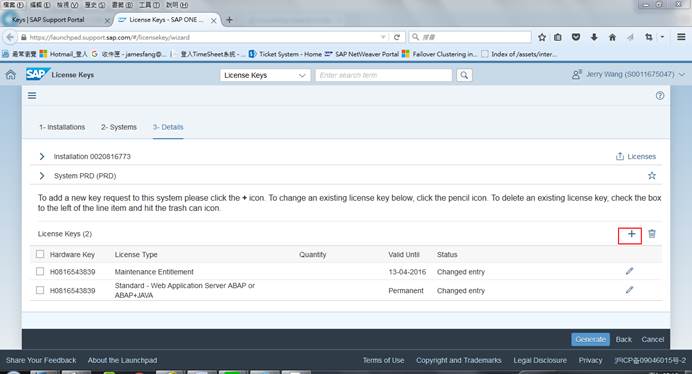 檔案(F) 編輯(E) 檢視(V) 歷史(S) 書籤(B) 工具(T) 說明(H)
Keys | SAP Support Portal × License Keys - SAP ONE ... × +
https://launchpad.support.sap.com/#/licensekey/wizard
搜尋
最常瀏覽 Hotmail_登入 收件匣 - jamesfang@... 登入TimeSheet系統 - ... Ticket System - Home SAP NetWeaver Portal Failover Clustering in... Index of /assets/inter...
SAP License Keys License Keys Enter search term Jerry Wang (S0011675047)
1- Installations 2- Systems 3- Details
Installation 0020816773 Licenses
System PRD (PRD)
To add a new key request to this system please click the + icon. To change an existing license key below, click the pencil icon. To delete an existing license key, check the box
to the left of the line item and hit the trash can icon.
License Keys (2) +
Hardware Key License Type Quantity Valid Until Status
H0816543839 Maintenance Entitlement 13-04-2016 Changed entry
H0816543839 Standard - Web Application Server ABAP or
ABAP+JAVA Permanent Changed entry
Generate Back Cancel
Share Your Feedback About the Launchpad Terms of Use Copyright and Trademarks Legal Disclosure Privacy 沪ICP备09046015号-2